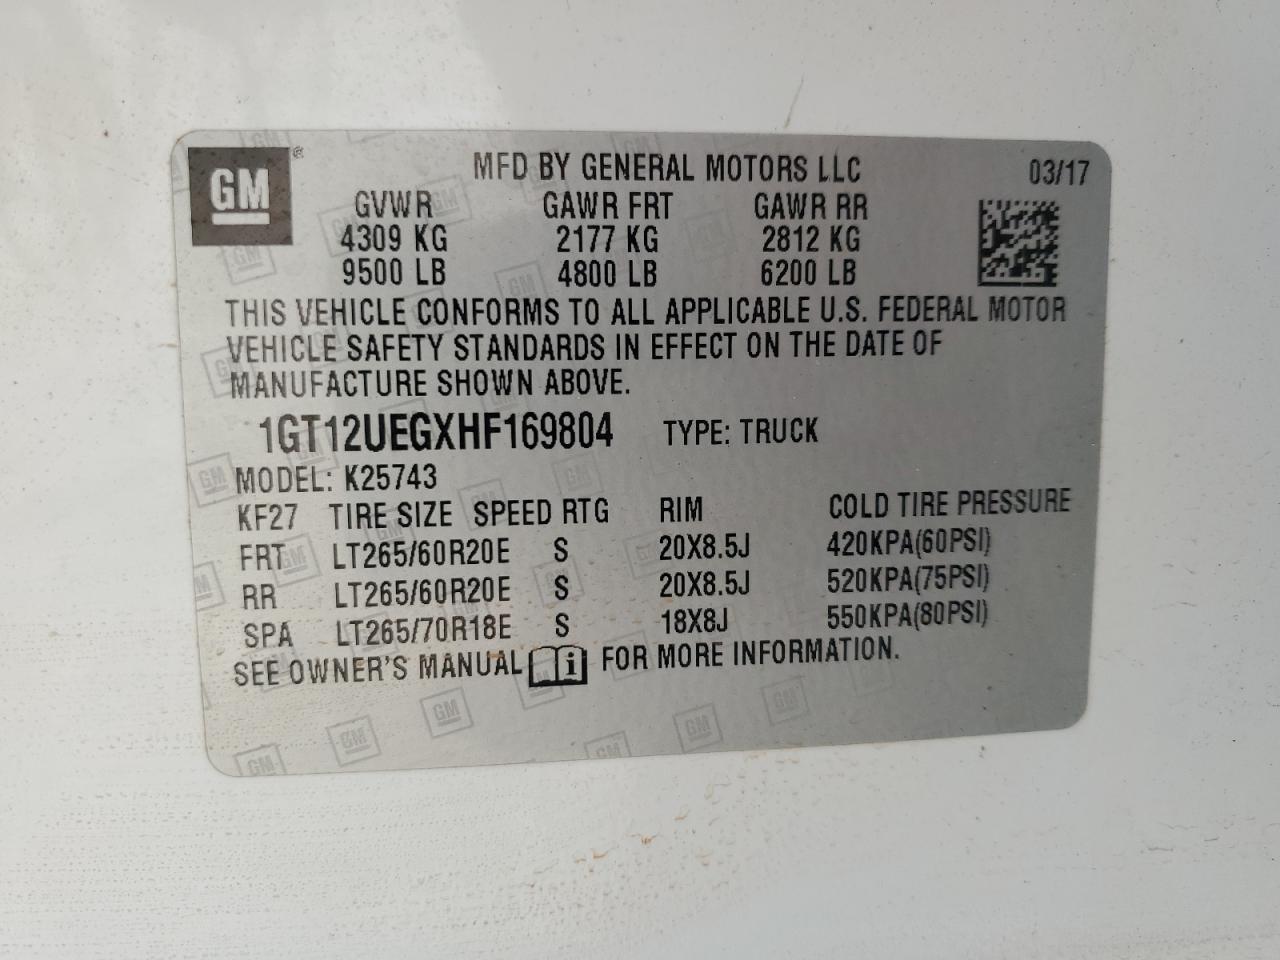 GM ® MFD BY GENERAL MOTORS LLC 03/17
GVWR GAWR FRT GAWR RR
4309 KG 2177 KG 2812 KG
9500 LB 4800 LB 6200 LB
THIS VEHICLE CONFORMS TO ALL APPLICABLE U.S. FEDERAL MOTOR
VEHICLE SAFETY STANDARDS IN EFFECT ON THE DATE OF
MANUFACTURE SHOWN ABOVE.
1GT12UEGXHF169804 TYPE: TRUCK
MODEL: K25743
KF27 TIRE SIZE SPEED RTG RIM COLD TIRE PRESSURE
FRT LT265/60R20E S 20X8.5J 420KPA(60PSI)
RR LT265/60R20E S 20X8.5J 520KPA(75PSI)
SPA LT265/70R18E S 18X8J 550KPA(80PSI)
SEE OWNER'S MANUAL i FOR MORE INFORMATION.